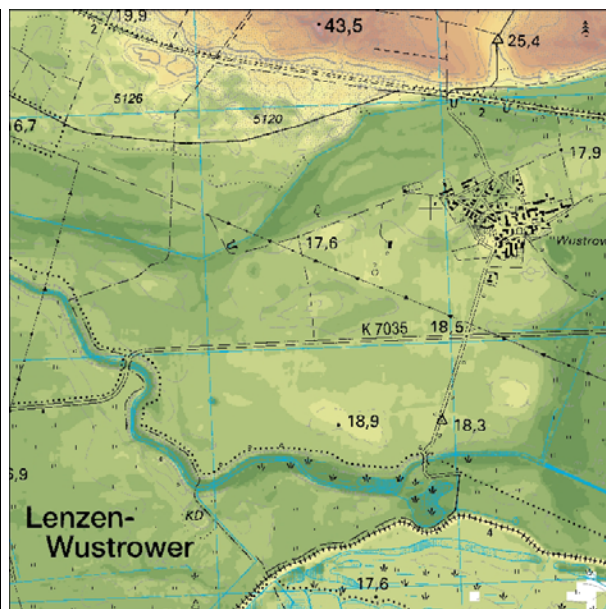 19,9
2
43,5
25,4
5126
5120
6,7
U
2
U
17,9
17,6
U
Wustrow
K 7035
18,5
18,9
18,3
6,9
KD
Lenzen-
Wustrower
4
17,6